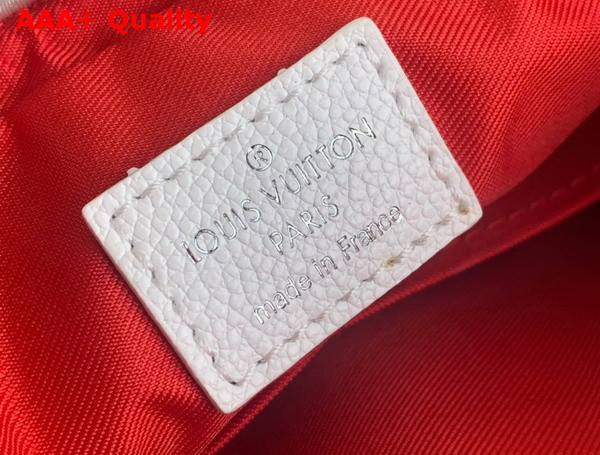 AAA+ Quality
®
LOUIS VUITTON
PARIS
made in France